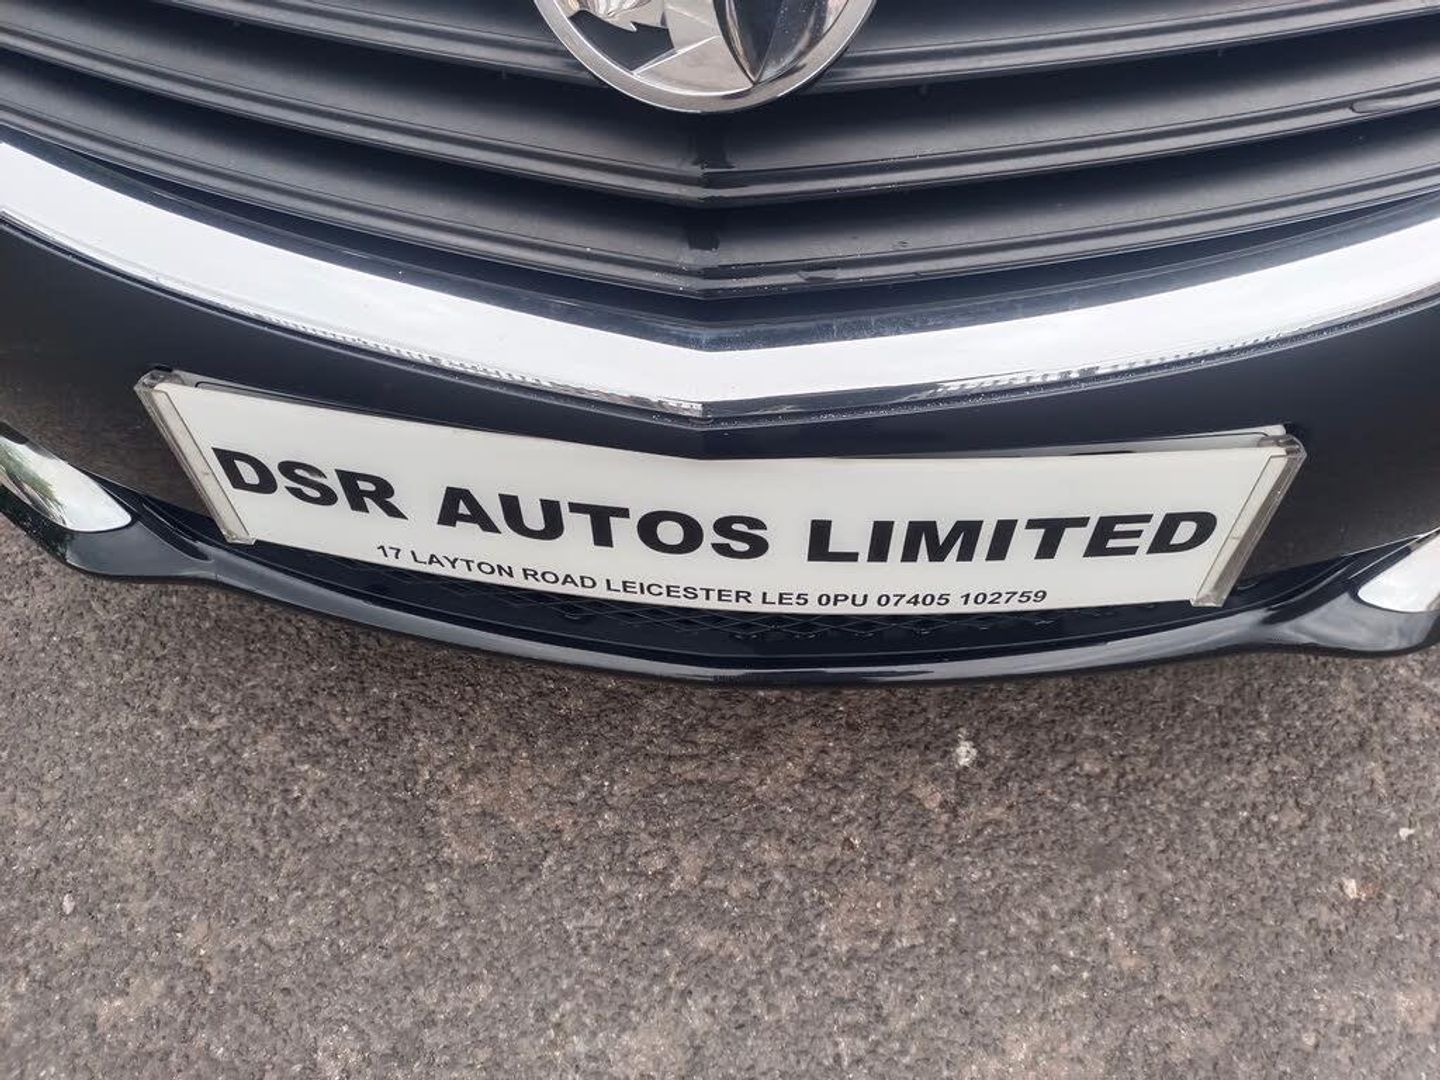 DSR AUTOS LIMITED
17 LAYTON ROAD LEICESTER LE5 0PU 07405 102759